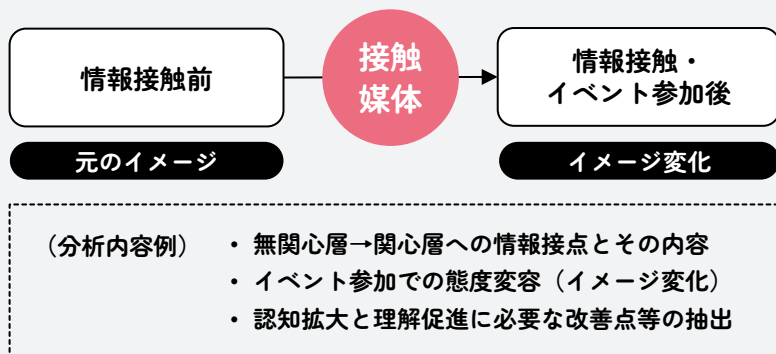 情報接触前
接触
媒体
情報接触・
イベント参加後
元のイメージ
イメージ変化
（分析内容例）
・ 無関心層→関心層への情報接点とその内容
・ イベント参加での態度変容（イメージ変化）
・ 認知拡大と理解促進に必要な改善点等の抽出